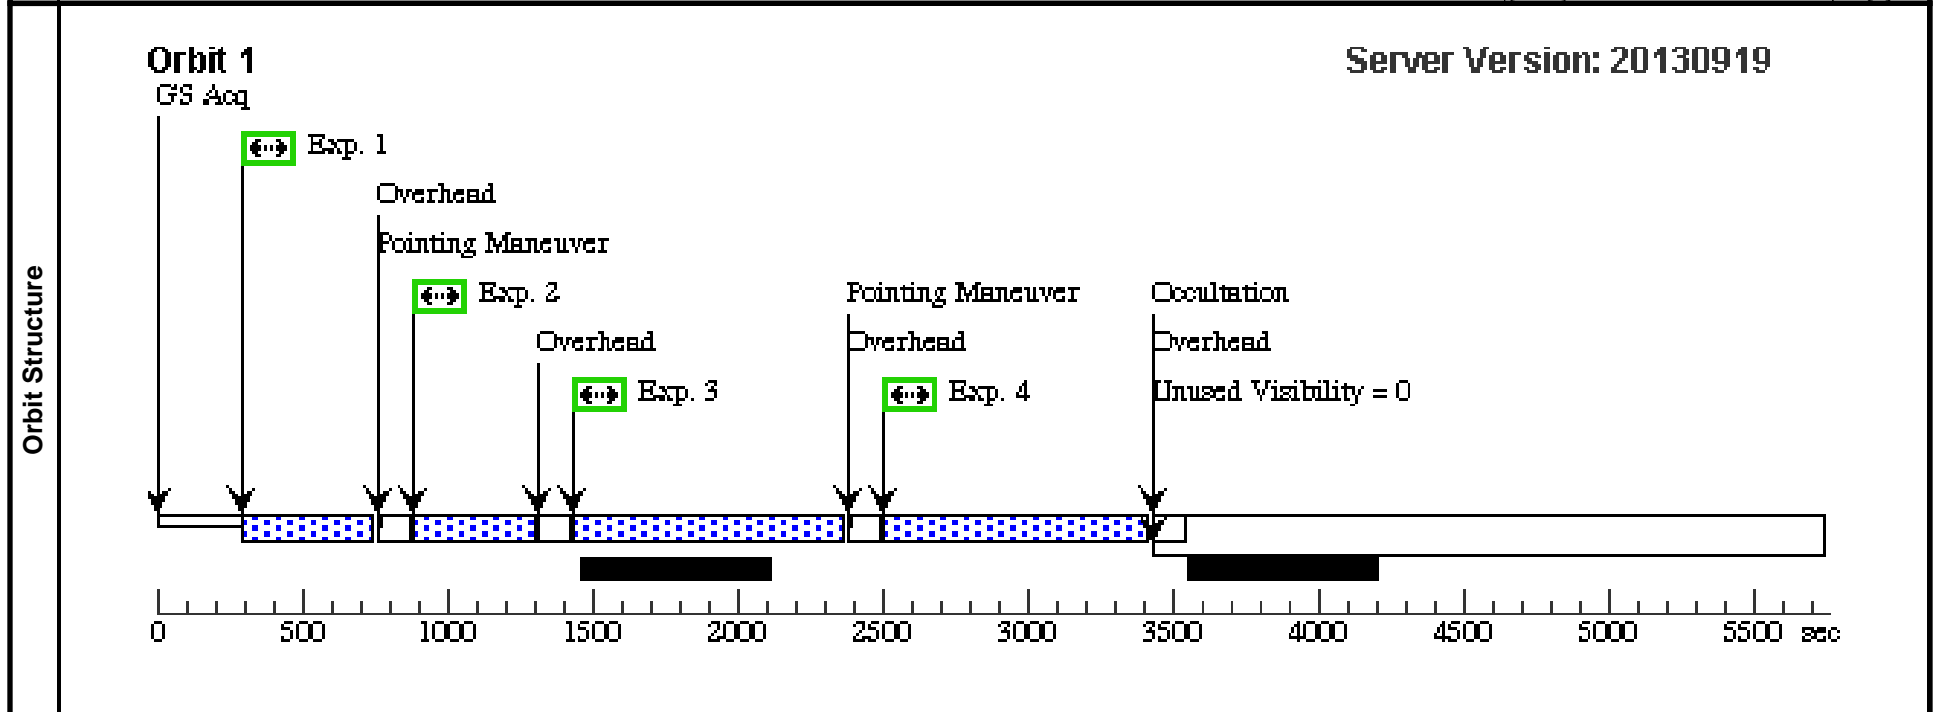 Orbit Structure
Orbit 1
Server Version: 20130919
GS Acq
Exp. 1
Overhead
Pointing Maneuver
Exp. 2
Pointing Maneuver
Occultation
Overhead
Overhead
Overhead
Exp. 3
Exp. 4
Unused Visibility = 0
0 500 1000 1500 2000 2500 3000 3500 4000 4500 5000 5500 sec